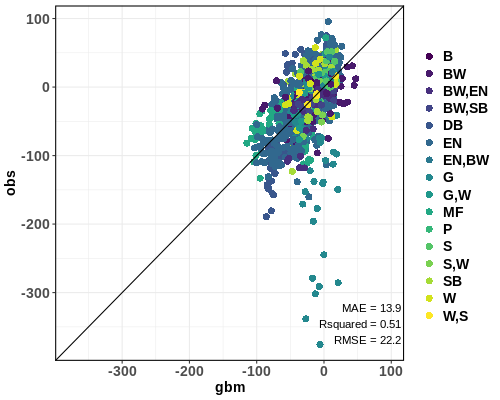 100
0
-100
-200
-300
obs
-300
-200
-100
0
100
gbm
MAE = 13.9
Rsquared = 0.51
RMSE = 22.2
B
BW
BW,EN
BW,SB
DB
EN
EN,BW
G
G,W
MF
P
S
S,W
SB
W
W,S